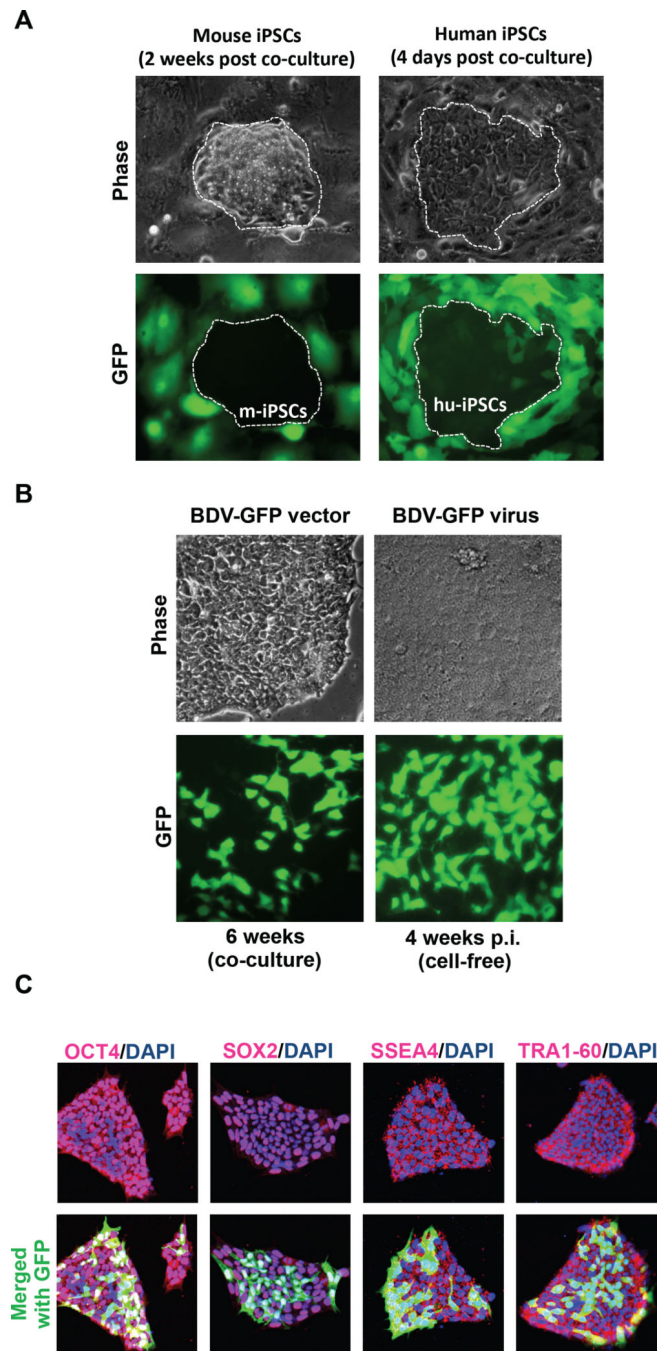 A
Mouse iPSCs
(2 weeks post co-culture)
Human iPSCs
(4 days post co-culture)
Phase
GFP
m-iPSCs
hu-iPSCs
B
BDV-GFP vector
BDV-GFP virus
Phase
GFP
6 weeks
(co-culture)
4 weeks p.i.
(cell-free)
C
OCT4/DAPI
SOX2/DAPI
SSEA4/DAPI
TRA1-60/DAPI
Merged
with GFP